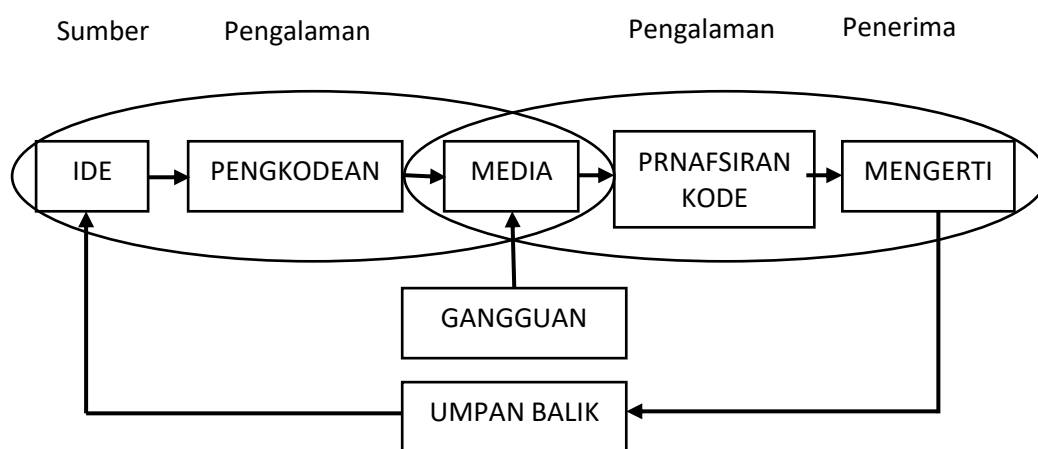 Sumber Pengalaman Pengalaman Penerima
IDE PENGKODEAN MEDIA PRNAFSIRAN
KODE MENGERTI
GANGGUAN
UMPAN BALIK